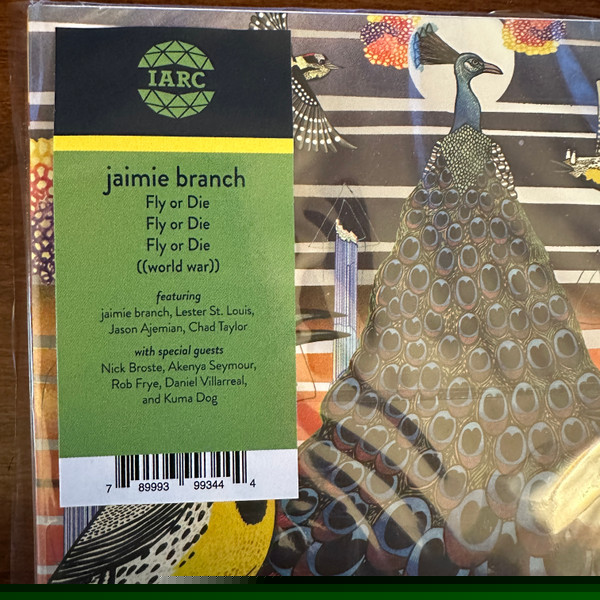 IARC
jaimie branch
Fly or Die
Fly or Die
Fly or Die
((world war))
featuring
jaimie branch, Lester St. Louis,
Jason Ajemian, Chad Taylor
with special guests
Nick Broste, Akenya Seymour,
Rob Frye, Daniel Villarreal,
and Kuma Dog
7 89993 99344 4